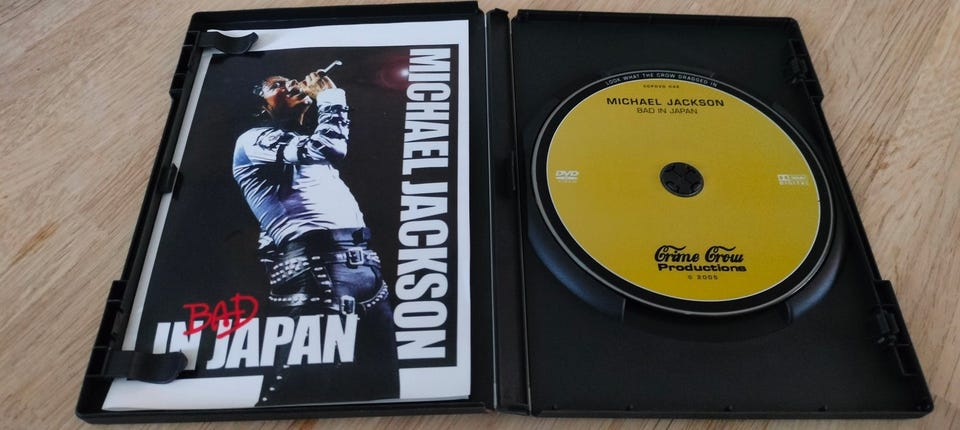 MICHAEL JACKSON
BAD
IN JAPAN
LOOK WHAT THE CROW DRAGGED IN
MICHAEL JACKSON
BAD IN JAPAN
DVD
DIGITAL
Crime Crow
Productions
© 2005